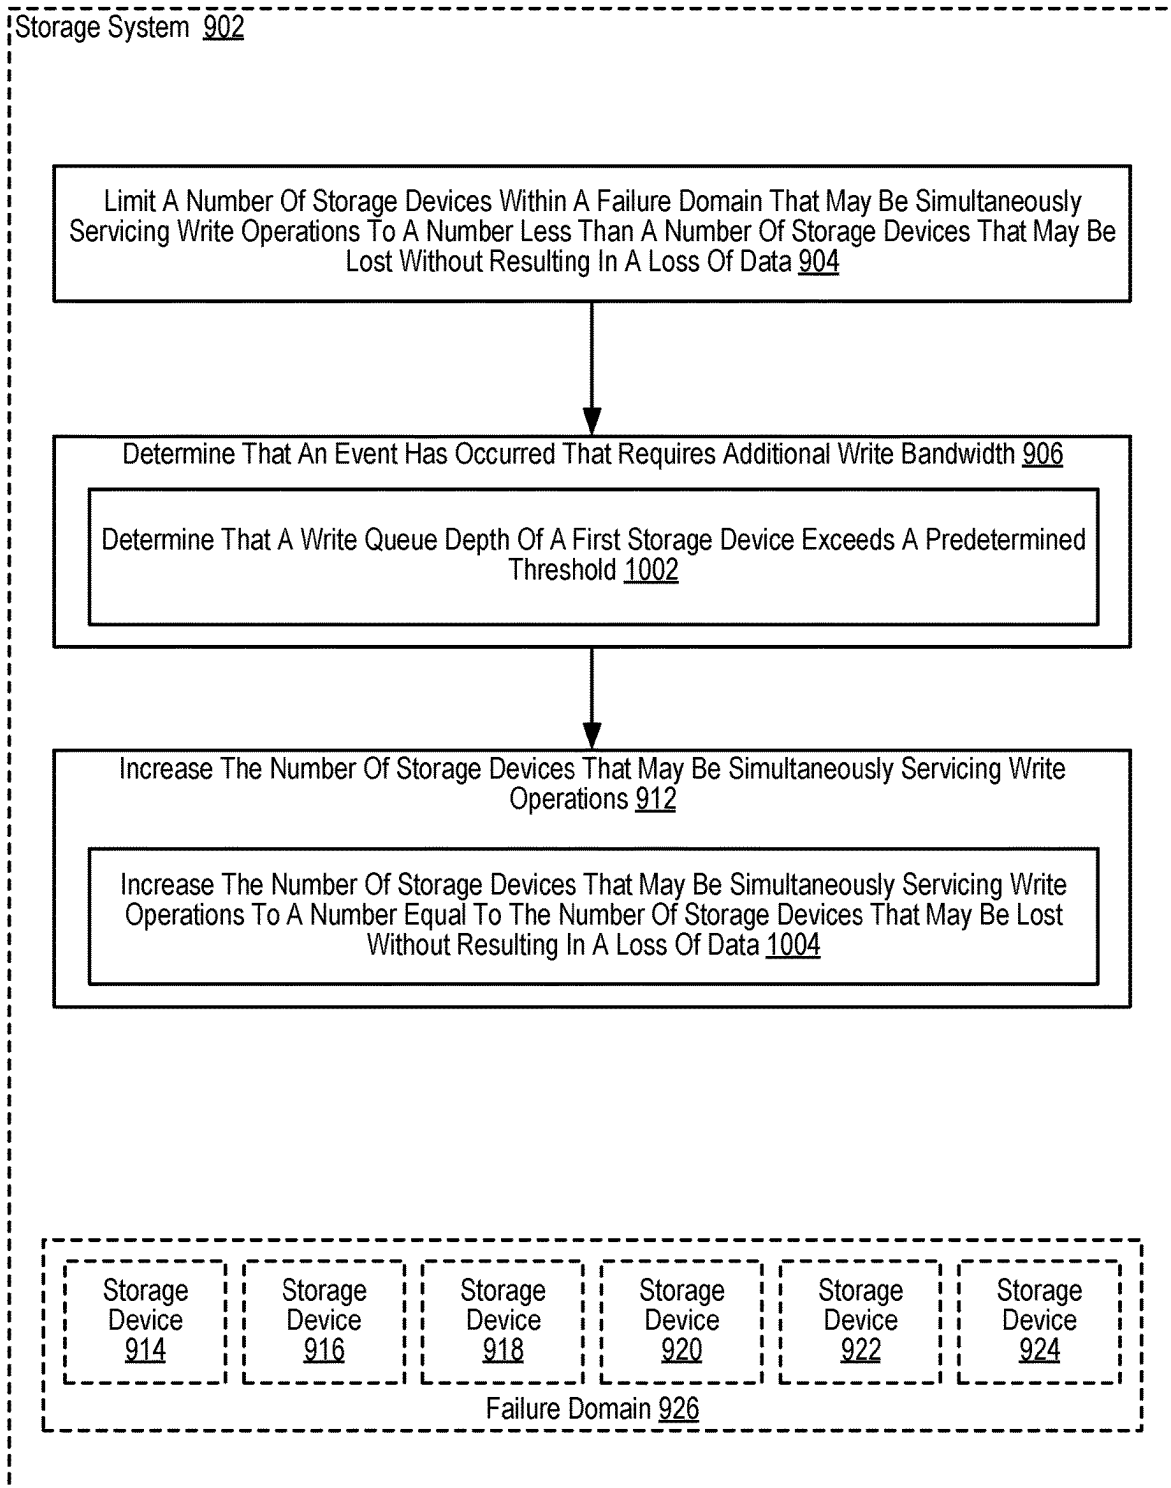 Storage System 902
Limit A Number Of Storage Devices Within A Failure Domain That May Be Simultaneously
Servicing Write Operations To A Number Less Than A Number Of Storage Devices That May Be
Lost Without Resulting In A Loss Of Data 904
Determine That An Event Has Occurred That Requires Additional Write Bandwidth 906
Determine That A Write Queue Depth Of A First Storage Device Exceeds A Predetermined
Threshold 1002
Increase The Number Of Storage Devices That May Be Simultaneously Servicing Write
Operations 912
Increase The Number Of Storage Devices That May Be Simultaneously Servicing Write
Operations To A Number Equal To The Number Of Storage Devices That May Be Lost
Without Resulting In A Loss Of Data 1004
Storage
Device
914
Storage
Device
916
Storage
Device
918
Storage
Device
920
Storage
Device
922
Storage
Device
924
Failure Domain 926